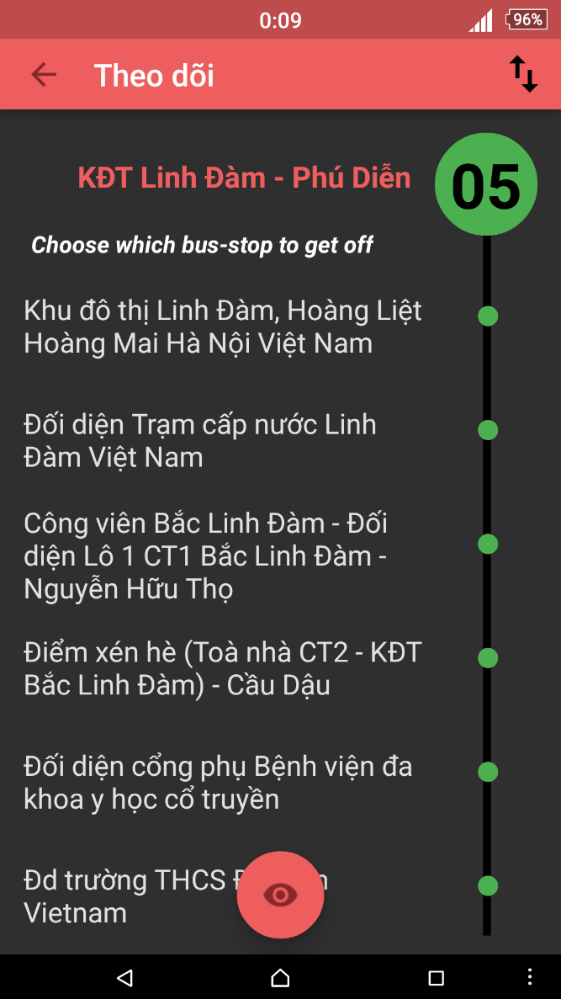 0:09
96%
Theo dõi
KĐT Linh Đàm - Phú Diễn
05
Choose which bus-stop to get off
Khu đô thị Linh Đàm, Hoàng Liệt
Hoàng Mai Hà Nội Việt Nam
Đối diện Trạm cấp nước Linh
Đàm Việt Nam
Công viên Bắc Linh Đàm - Đối
diện Lô 1 CT1 Bắc Linh Đàm -
Nguyễn Hữu Thọ
Điểm xén hè (Toà nhà CT2 - KĐT
Bắc Linh Đàm) - Cầu Dậu
Đối diện cổng phụ Bệnh viện đa
khoa y học cổ truyền
Đd trường THCS
Vietnam